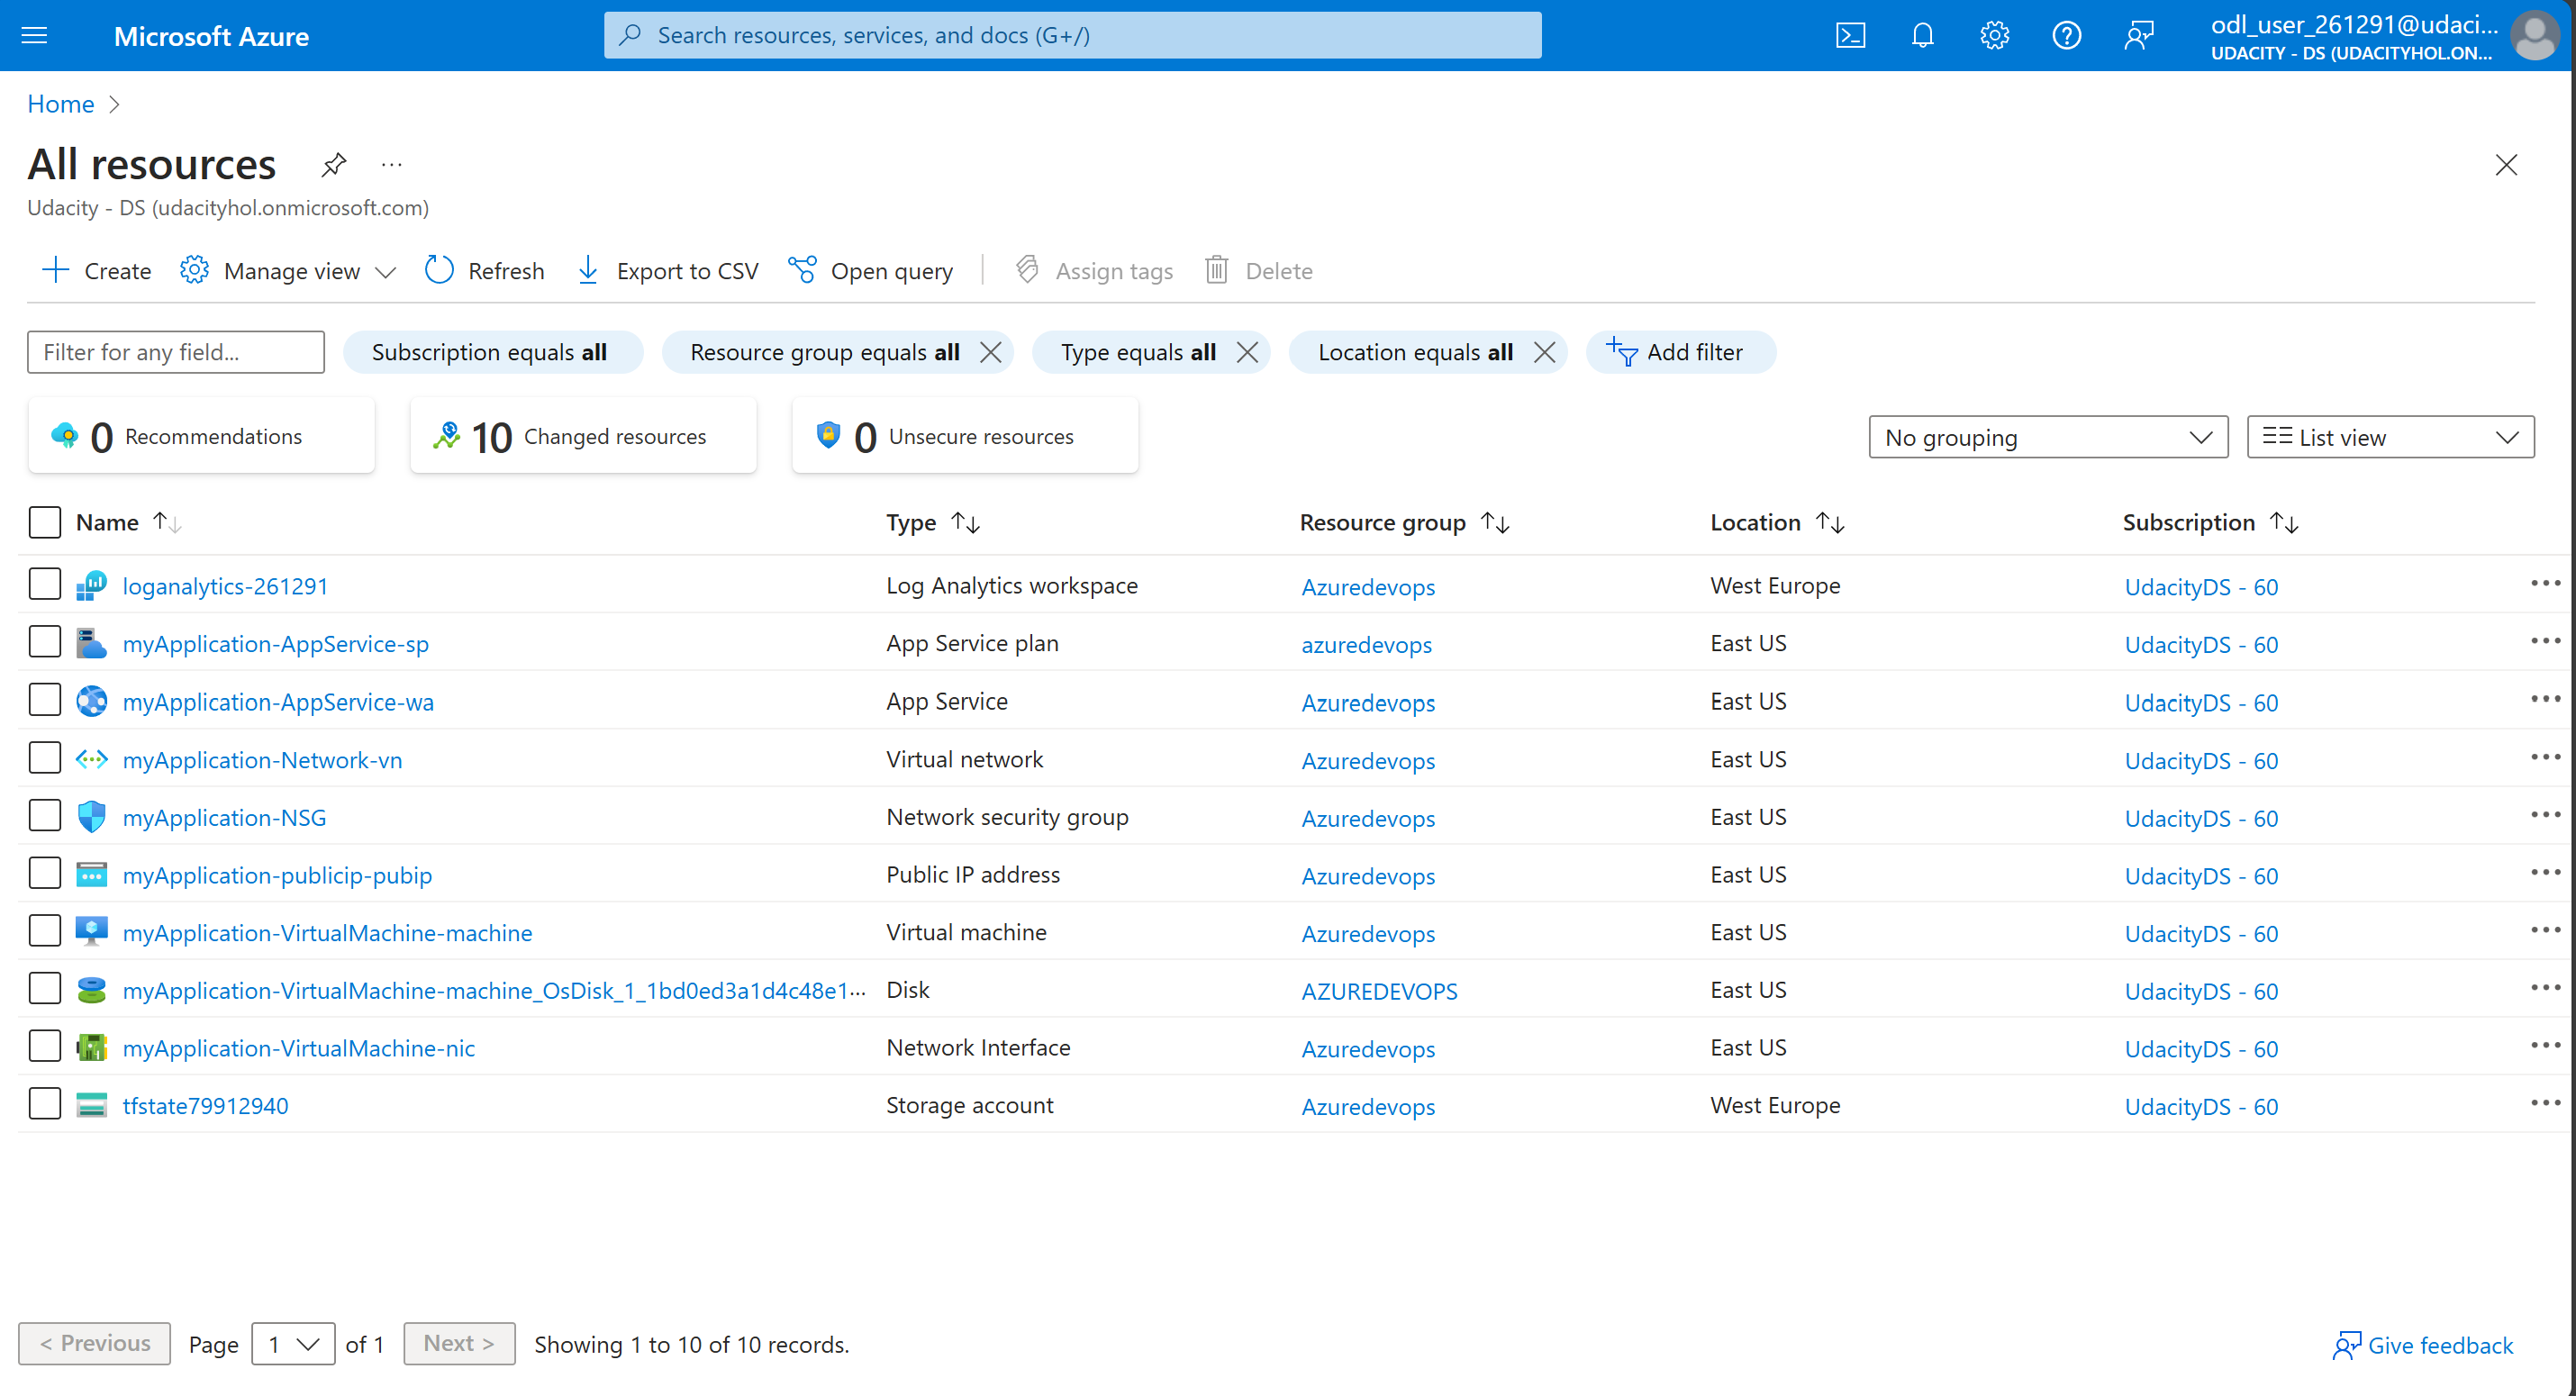 Microsoft Azure
Search resources, services, and docs (G+/)
odl_user_261291@udaci...
UDACITY - DS (UDACITYHOL.ON...
Home
All resources
Udacity - DS (udacityhol.onmicrosoft.com)
Create Manage view Refresh Export to CSV Open query Assign tags Delete
Filter for any field... Subscription equals all Resource group equals all Type equals all Location equals all Add filter
0 Recommendations 10 Changed resources 0 Unsecure resources No grouping List view
Name Type Resource group Location Subscription
loganalytics-261291 Log Analytics workspace Azuredevops West Europe UdacityDS - 60
myApplication-AppService-sp App Service plan azuredevops East US UdacityDS - 60
myApplication-AppService-wa App Service Azuredevops East US UdacityDS - 60
myApplication-Network-vn Virtual network Azuredevops East US UdacityDS - 60
myApplication-NSG Network security group Azuredevops East US UdacityDS - 60
myApplication-publicip-pubip Public IP address Azuredevops East US UdacityDS - 60
myApplication-VirtualMachine-machine Virtual machine Azuredevops East US UdacityDS - 60
myApplication-VirtualMachine-machine_OsDisk_1_1bd0ed3a1d4c48e1... Disk AZUREDEVOPS East US UdacityDS - 60
myApplication-VirtualMachine-nic Network Interface Azuredevops East US UdacityDS - 60
tfstate79912940 Storage account Azuredevops West Europe UdacityDS - 60
< Previous Page 1 of 1 Next > Showing 1 to 10 of 10 records. Give feedback